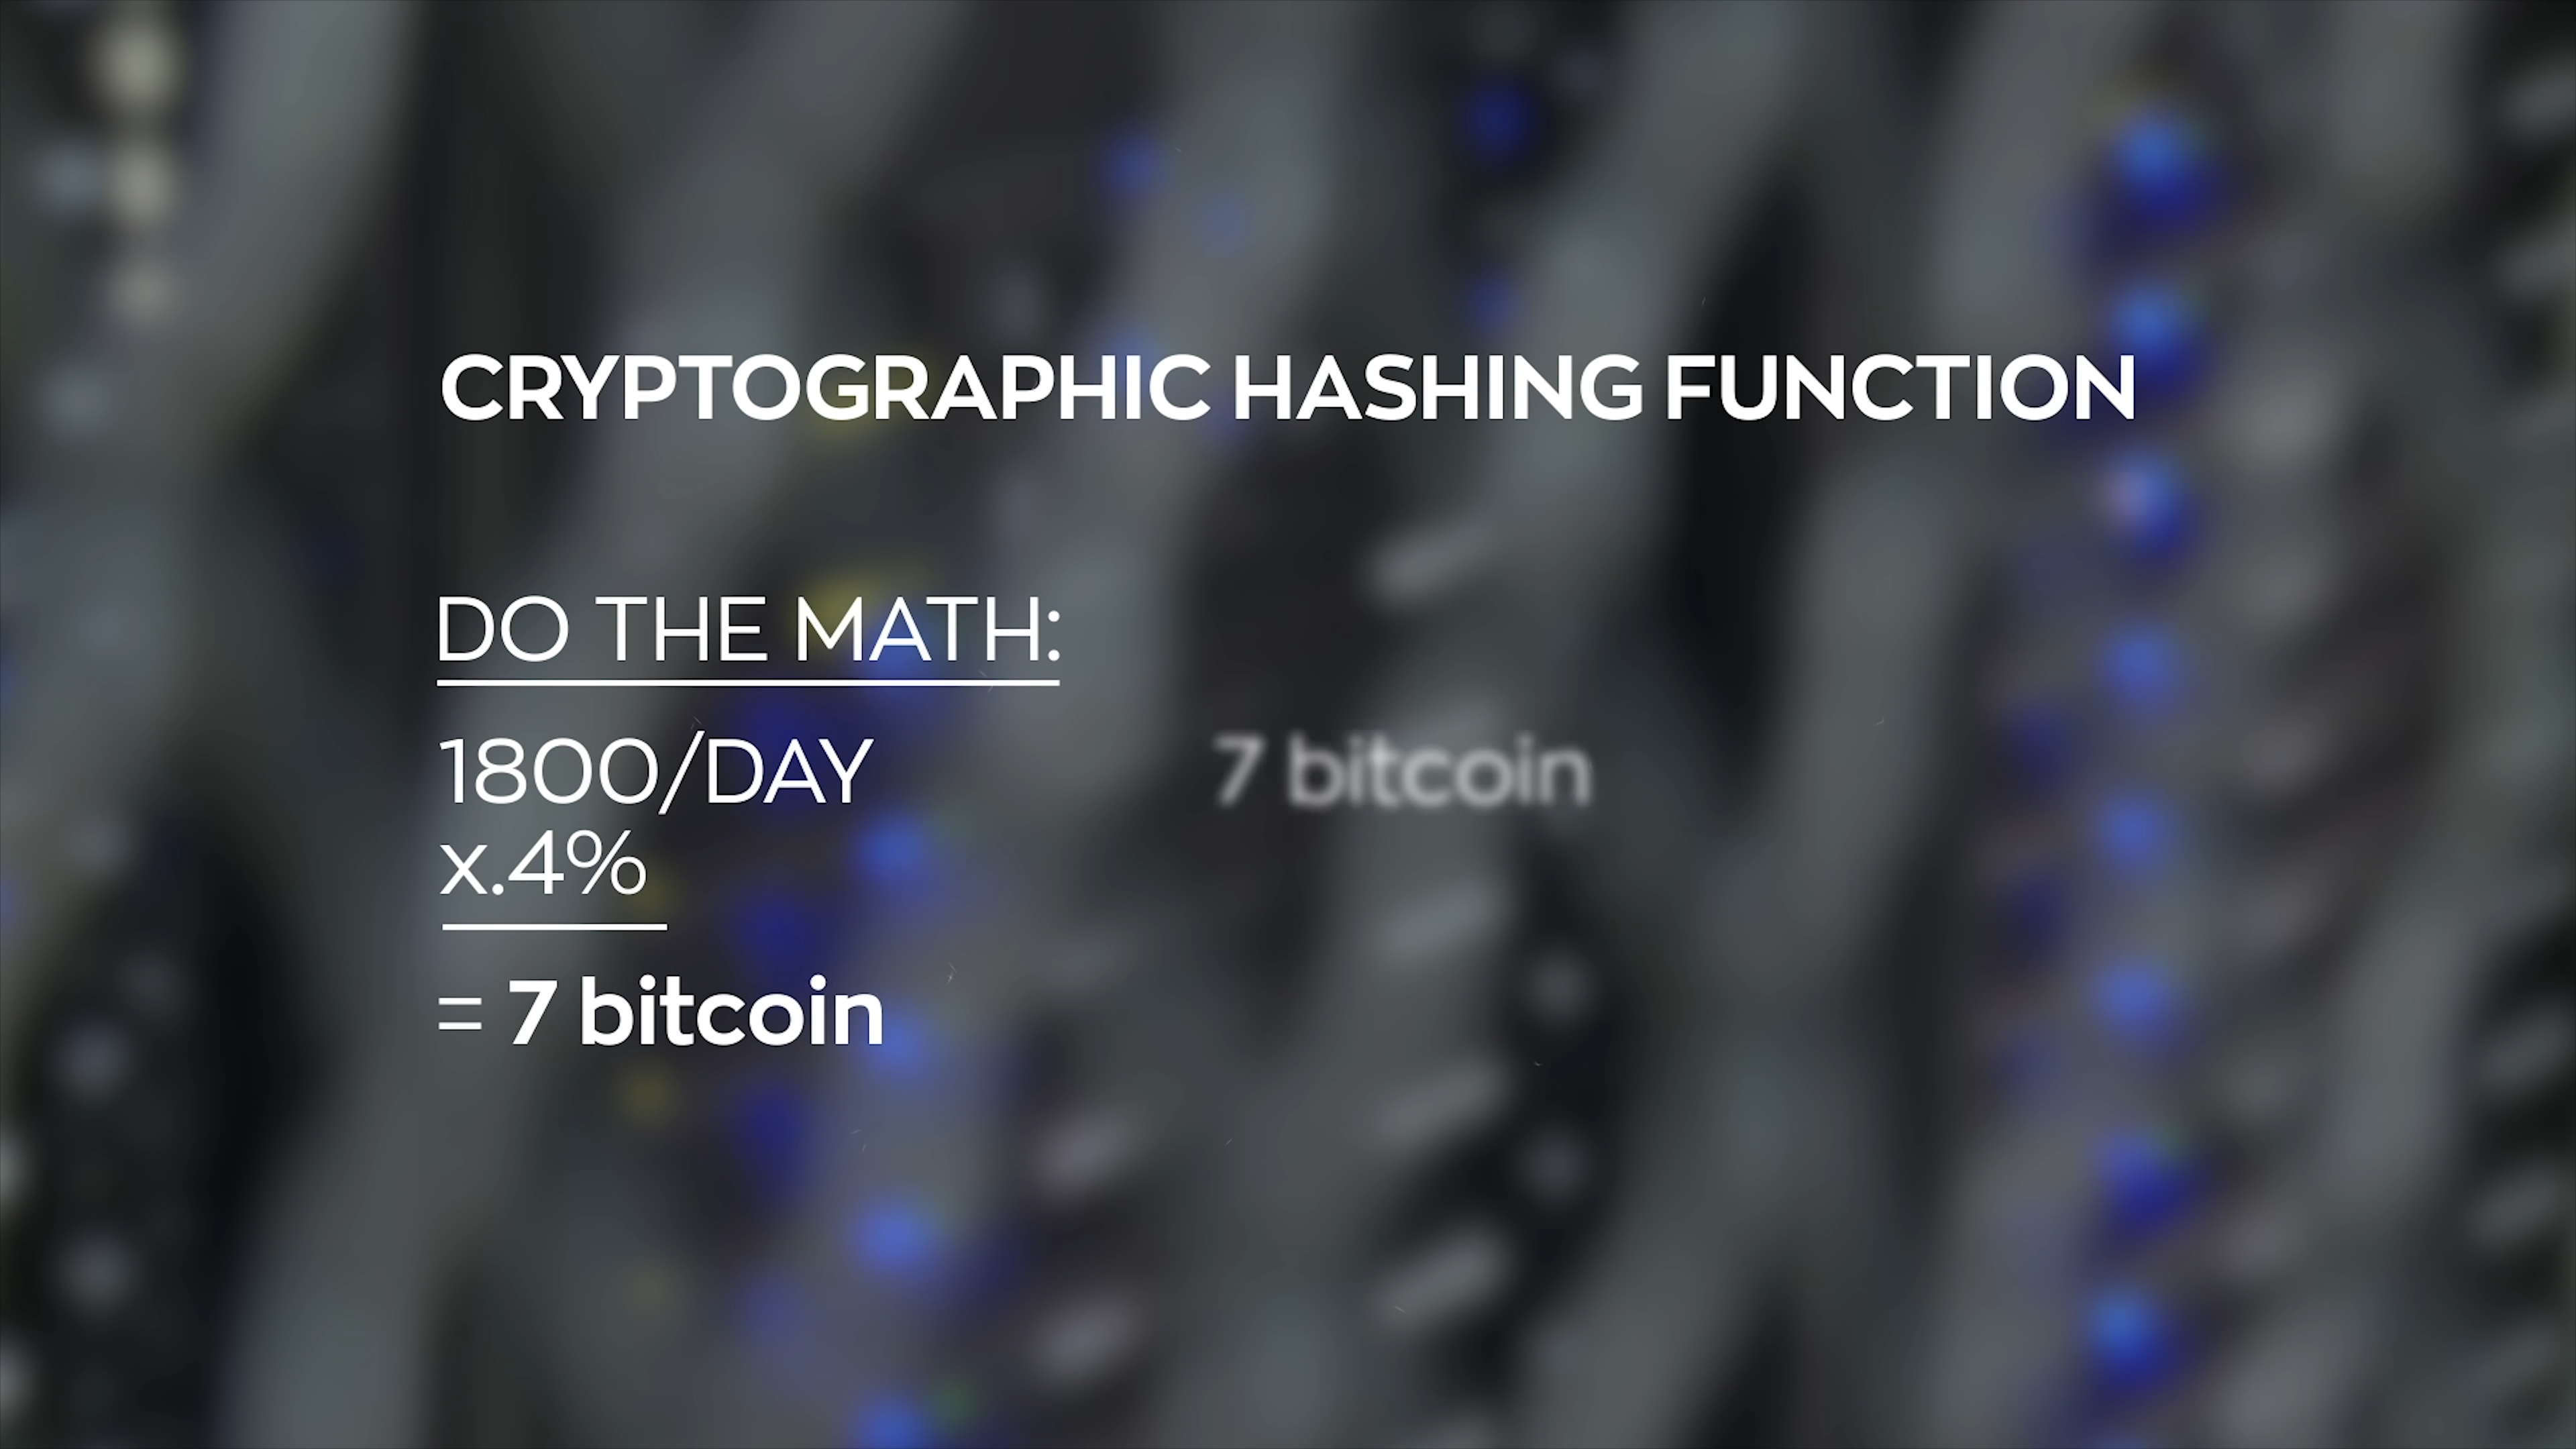 CRYPTOGRAPHIC HASHING FUNCTION
DO THE MATH:
1800/DAY
x.4%
= 7 bitcoin
7 bitcoin